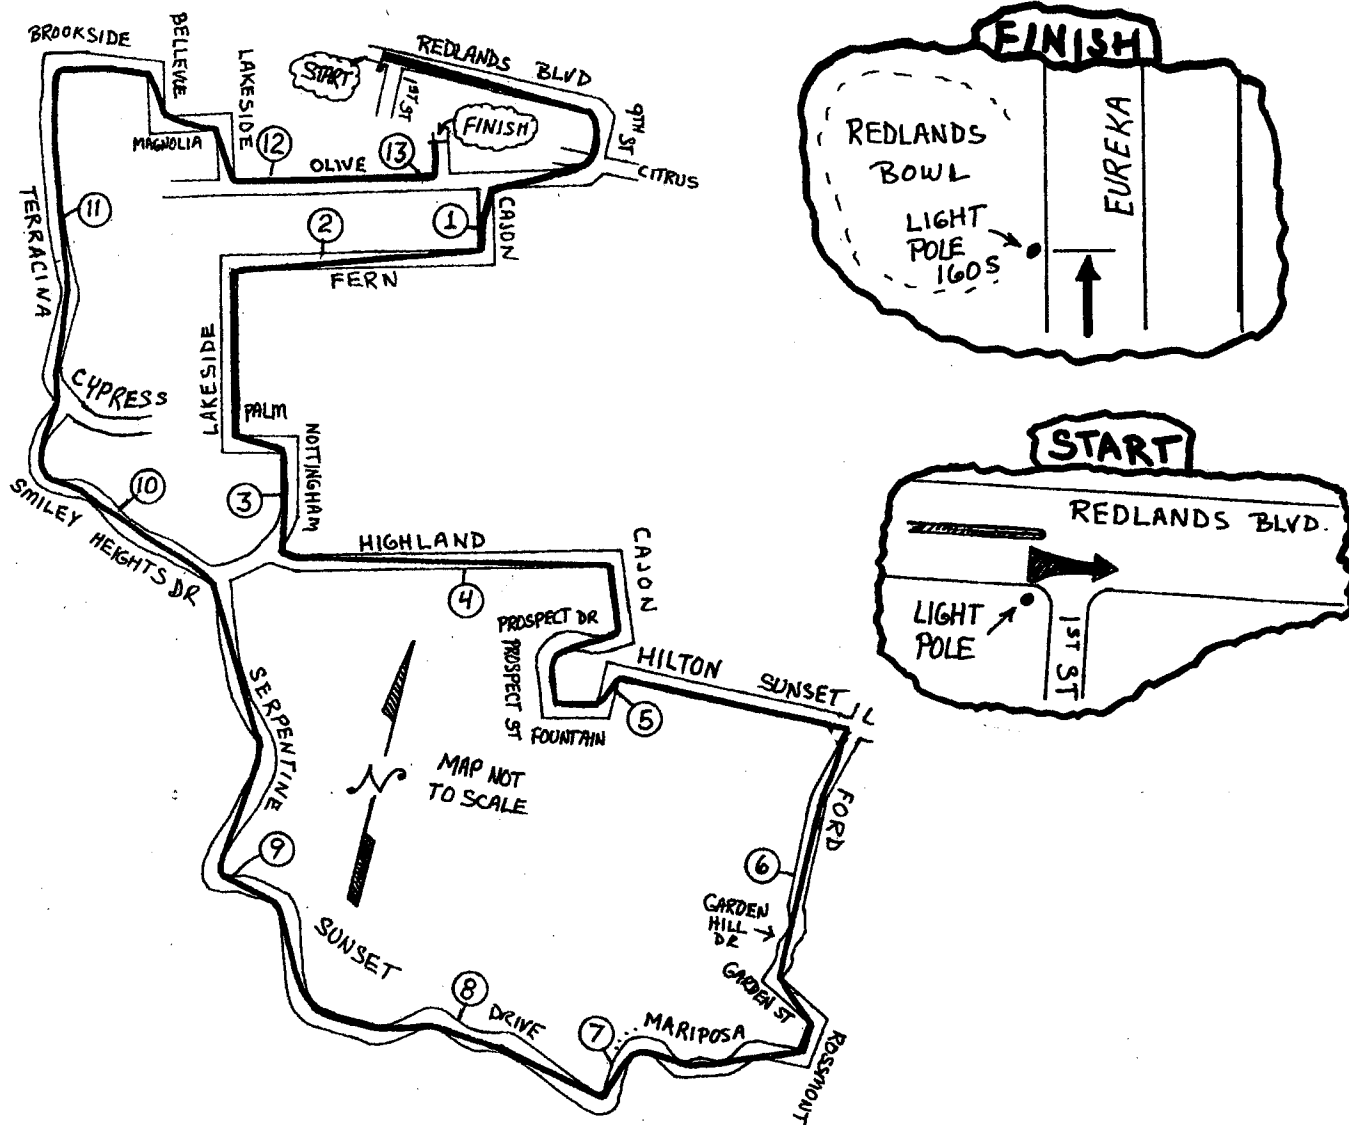 BROOKSIDE
BELLEVUE
LAKESIDE
START
REDLANDS BLVD
1ST ST
9TH ST
FINISH
CITRUS
MAGNOLIA
12
OLIVE
13
TERRACINA
11
2
1
CAJON
FERN
LAKESIDE
CYPRESS
PALM
NOTTINGHAM
SMILEY HEIGHTS DR
10
3
HIGHLAND
4
CAJON
PROSPECT DR
PROSPECT ST
HILTON
SUNSET
5
FOUNTAIN
SERPENTINE
N
MAP NOT
TO SCALE
FORD
9
6
GARDEN
HILL
DR
SUNSET
GARDEN ST
8
DRIVE
7
MARIPOSA
ROSSMONT
FINISH
REDLANDS
BOWL
EUREKA
LIGHT
POLE
160S
START
REDLANDS BLVD.
LIGHT
POLE
1ST ST